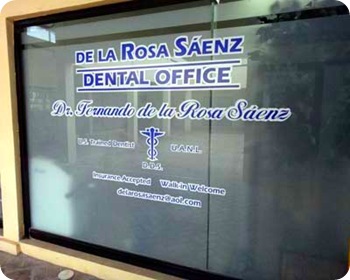 DE LA ROSA SÁENZ
DENTAL OFFICE
Dr. Fernando de la Rosa Sáenz
U.S. Trained Dentist U.A.N.L.
D.D.S.
Insurance Accepted Walk-in Welcome
delarosasaenz@aol.com